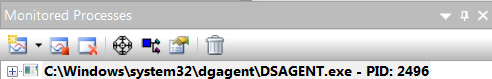 Monitored Processes
C:\Windows\system32\dgagent\DSAGENT.exe - PID: 2496